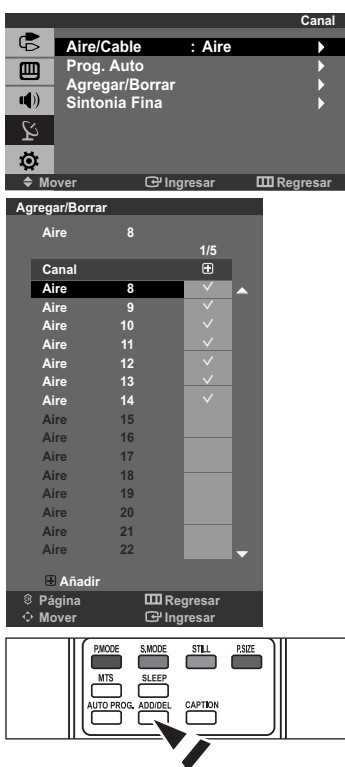 Canal
Aire/Cable : Aire
Prog. Auto
Agregar/Borrar
Sintonia Fina
Mover Ingresar Regresar
Agregar/Borrar
Aire 8
1/5
Canal
Aire 8
Aire 9
Aire 10
Aire 11
Aire 12
Aire 13
Aire 14
Aire 15
Aire 16
Aire 17
Aire 18
Aire 19
Aire 20
Aire 21
Aire 22
Añadir
Página Regresar
Mover Ingresar
P.MODE S.MODE STILL P.SIZE
MTS SLEEP
AUTO PROG. ADD/DEL CAPTION